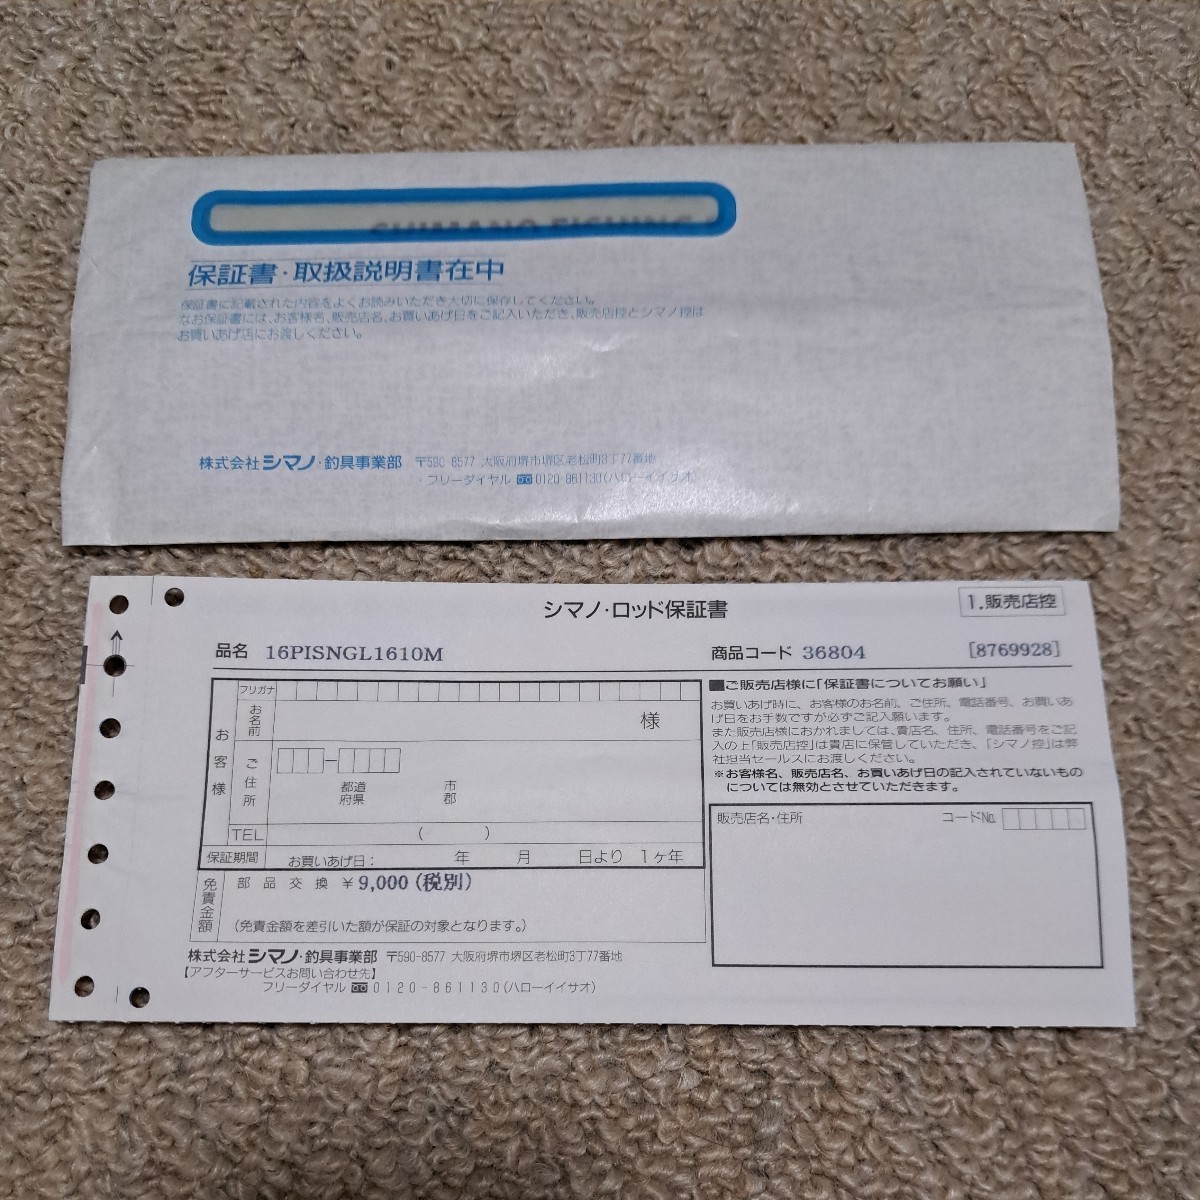 SHIMANO FISHING
保証書・取扱説明書在中
保証書に記載された内容をよくお読みいただき大切に保存してください。
なお保証書には、お客様名、販売店名、お買いあげ日をご記入いただき、販売店控とシマノ控は
お買いあげ店にお渡しください。
株式会社シマノ・釣具事業部 〒590-8577 大阪府堺市堺区老松町3丁77番地
フリーダイヤル 0120-861130(ハローイイサオ)
シマノ・ロッド保証書
1.販売店控
品名 16PISNGL1610M
商品コード 36804 [8769928]
お客様
フリガナ
お名前
様
ご住所
都道府県
市郡
TEL ( )
保証期間 お買いあげ日: 年 月 日より 1ヶ年
免責金額
部品交換 ¥9,000(税別)
(免責金額を差引いた額が保証の対象となります。)
株式会社シマノ・釣具事業部 〒590-8577 大阪府堺市堺区老松町3丁77番地
【アフターサービスお問い合わせ先】
フリーダイヤル 0120-861130(ハローイイサオ)
■ご販売店様に「保証書についてお願い」
お買いあげ時に、お客様のお名前、ご住所、電話番号、お買いあ
げ日をお手数ですが必ずご記入願います。
また販売店様におかれましては、貴店名、住所、電話番号をご記
入の上「販売店控」は貴店に保管していただき、「シマノ控」は弊
社担当セールスにお渡しください。
※お客様名、販売店名、お買いあげ日の記入されていないもの
については無効とさせていただきます。
販売店名・住所
コードNo.